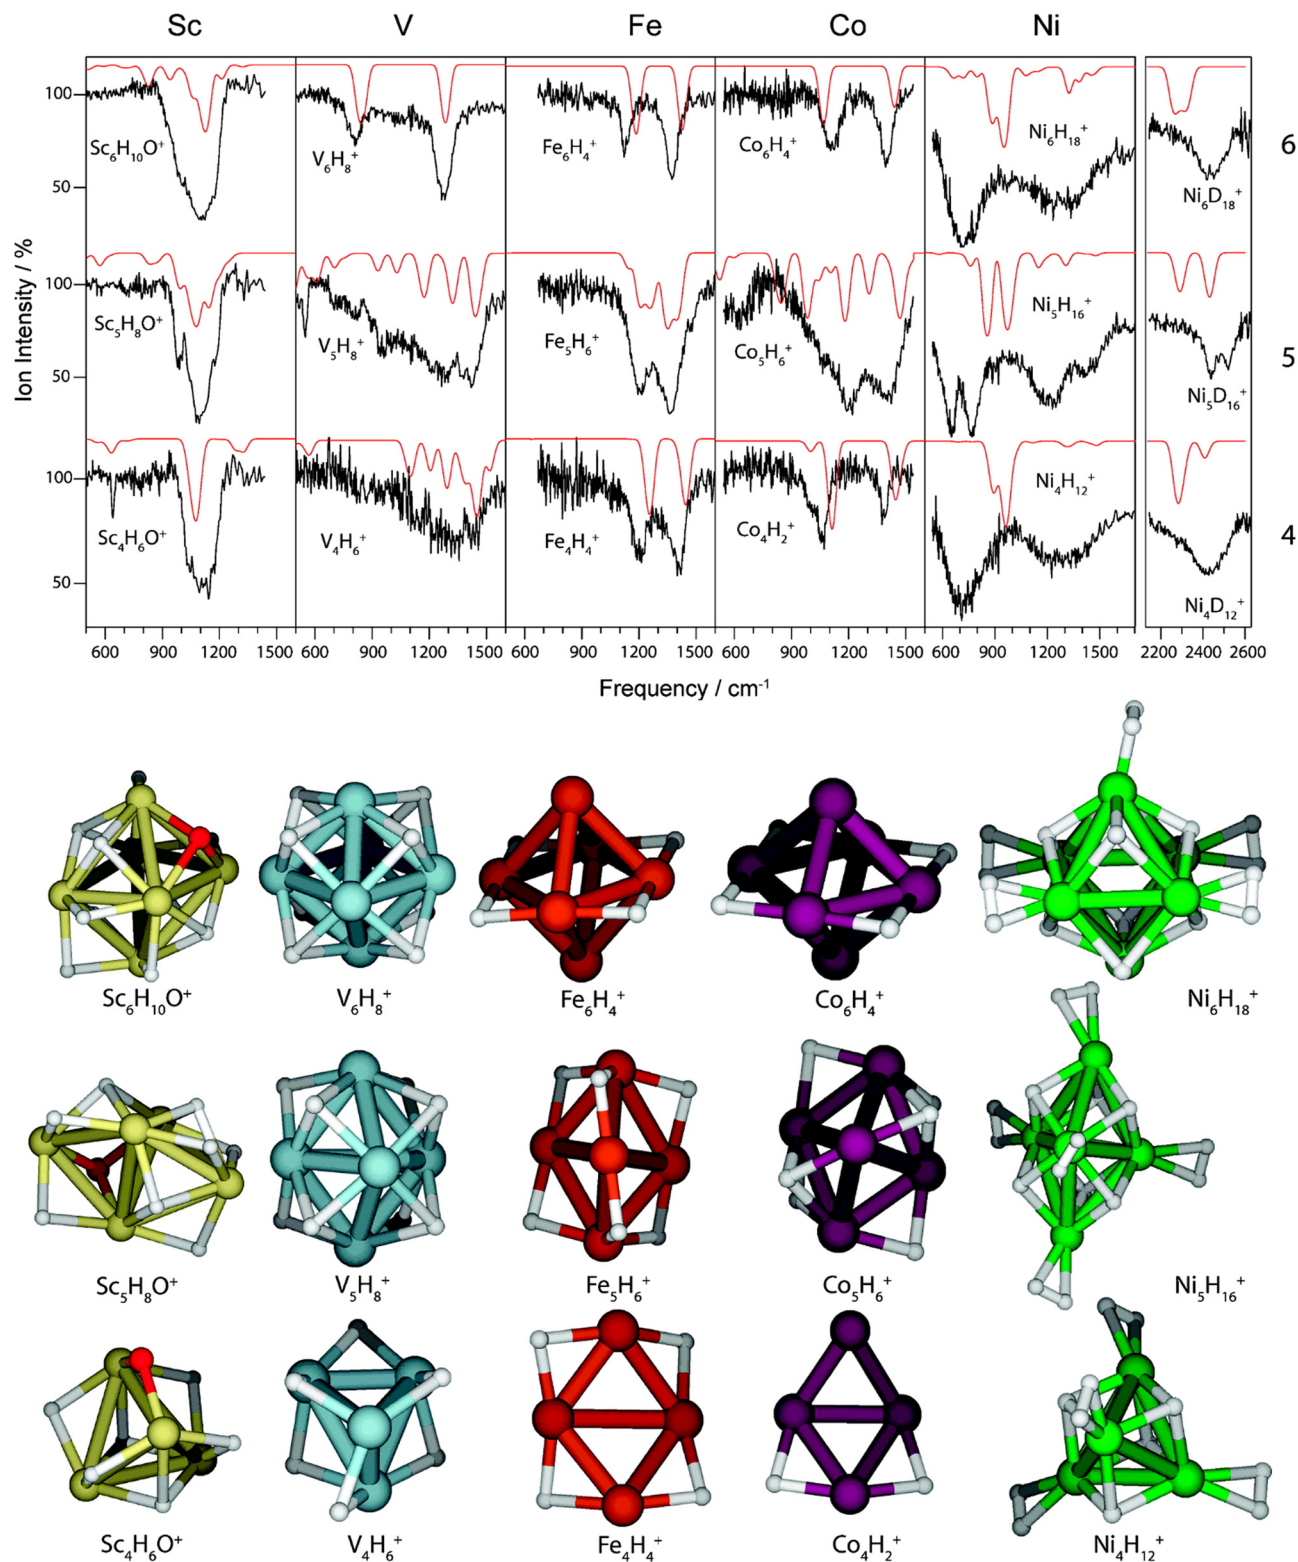 Sc V Fe Co Ni
Ion Intensity / %
100
50
Sc₆H₁₀O⁺ V₆H₈⁺ Fe₆H₄⁺ Co₆H₄⁺ Ni₆H₁₈⁺ Ni₆D₁₈⁺ 6
100
50
Sc₅H₈O⁺ V₅H₈⁺ Fe₅H₆⁺ Co₅H₆⁺ Ni₅H₁₆⁺ Ni₅D₁₆⁺ 5
100
50
Sc₄H₆O⁺ V₄H₆⁺ Fe₄H₄⁺ Co₄H₂⁺ Ni₄H₁₂⁺ Ni₄D₁₂⁺ 4
600 900 1200 1500 600 900 1200 1500 600 900 1200 1500 600 900 1200 1500 600 900 1200 1500 2200 2400 2600
Frequency / cm⁻¹
Sc₆H₁₀O⁺ V₆H₈⁺ Fe₆H₄⁺ Co₆H₄⁺ Ni₆H₁₈⁺
Sc₅H₈O⁺ V₅H₈⁺ Fe₅H₆⁺ Co₅H₆⁺ Ni₅H₁₆⁺
Sc₄H₆O⁺ V₄H₆⁺ Fe₄H₄⁺ Co₄H₂⁺ Ni₄H₁₂⁺